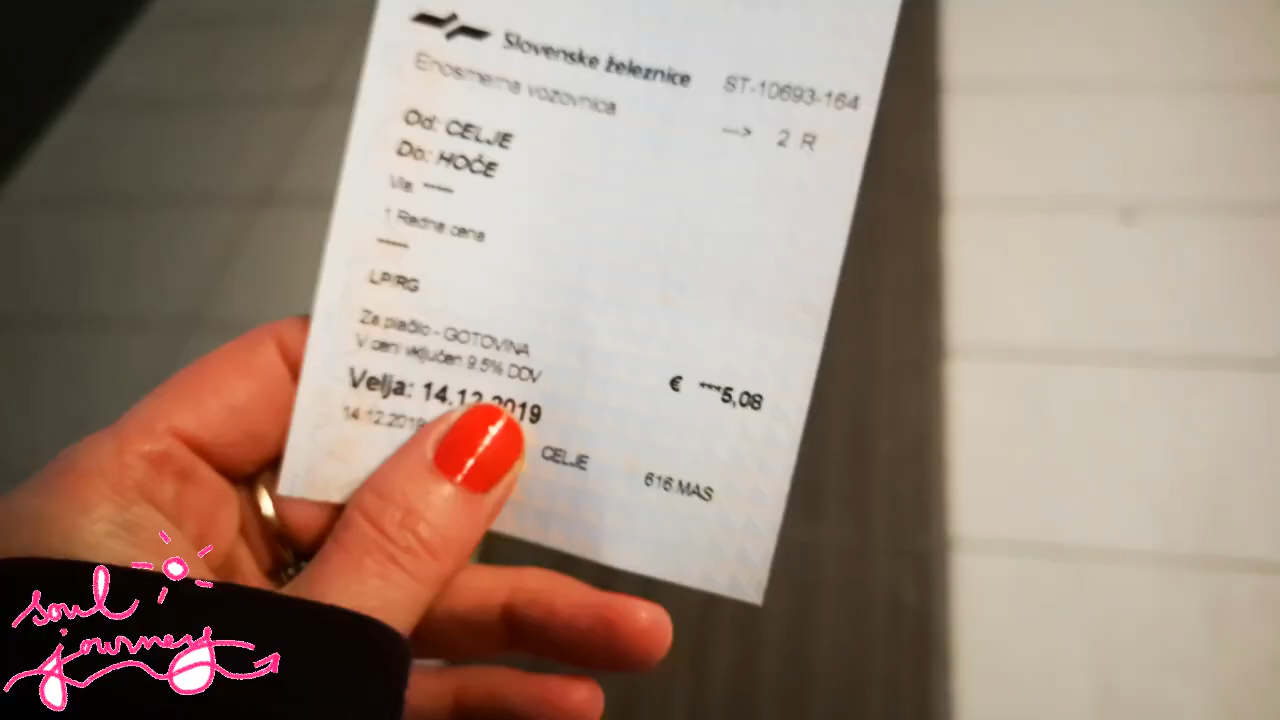 Slovenske železnice
ST-10693-164
Enosmerna vozovnica
---> 2 R
Od: CELJE
Do: HOČE
Via: ----
1 Redna cena
----
LP/RG
Za plačilo - GOTOVINA
V ceni vključen 9.5% DDV
€ ***5,08
Velja: 14.12.2019
14.12.2019
CELJE
616.MAS
soul
journey